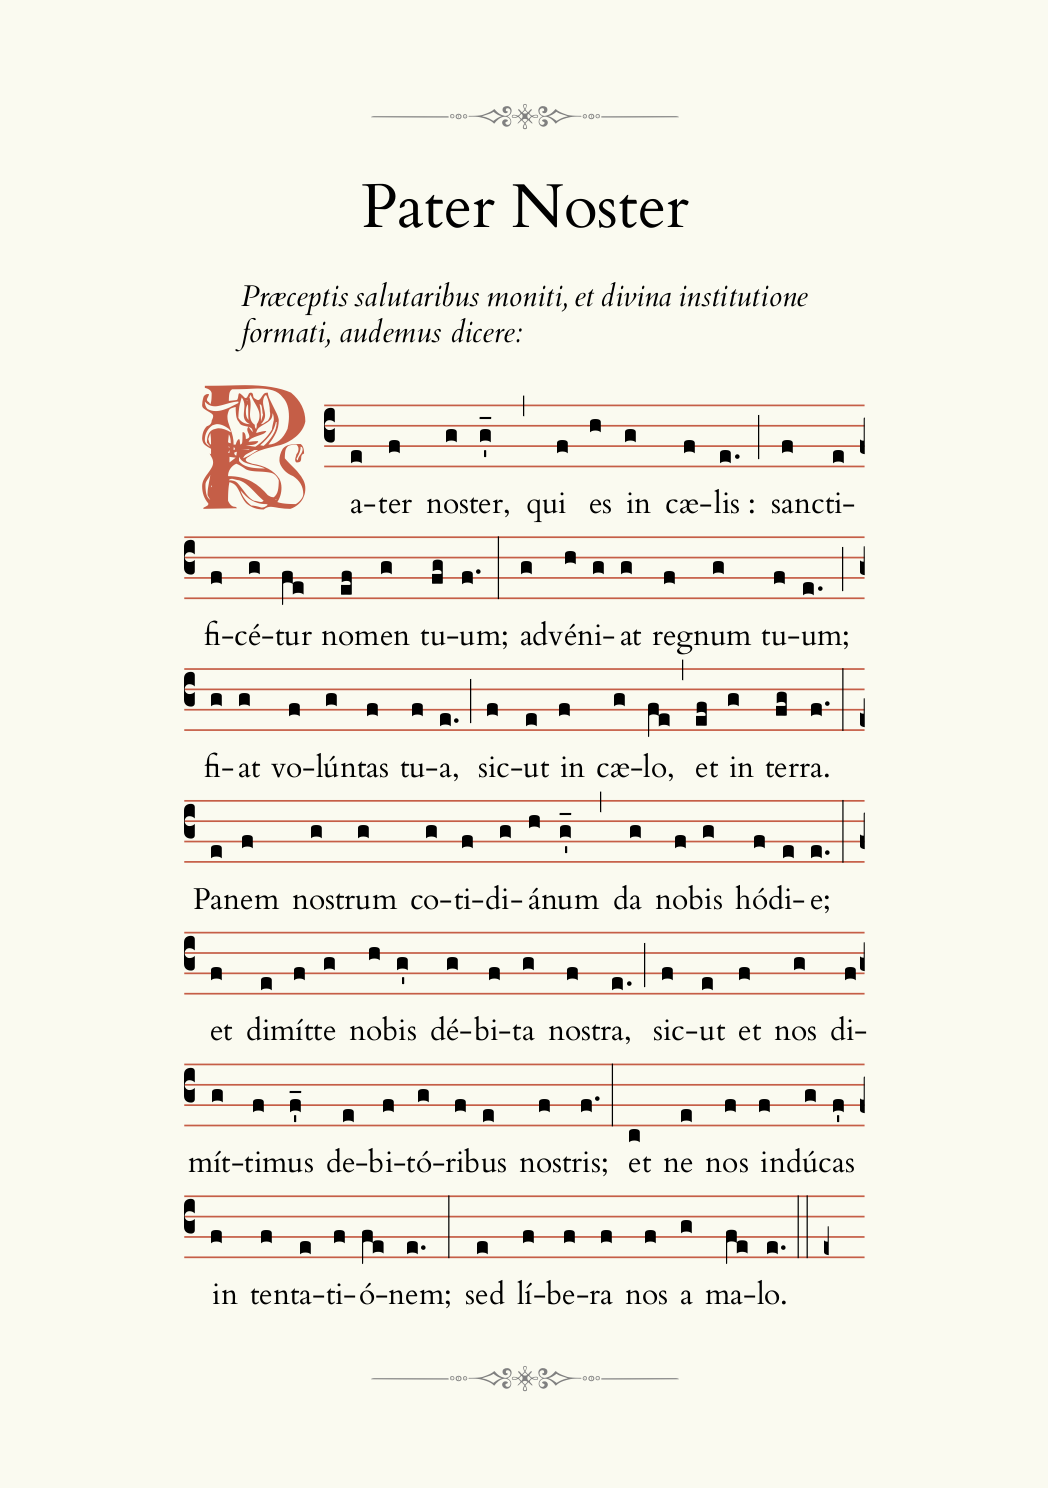 Pater Noster
Præceptis salutaribus moniti, et divina institutione
formati, audemus dicere:
Pa-ter noster, qui es in cæ-lis : sancti-
fi-cé-tur nomen tu-um; advéni-at regnum tu-um;
fi-at vo-lúntas tu-a, sic-ut in cæ-lo, et in terra.
Panem nostrum co-ti-di-ánum da nobis hódi-e;
et dimítte nobis dé-bi-ta nostra, sic-ut et nos di-
mít-timus de-bi-tó-ribus nostris; et ne nos indúcas
in tenta-ti-ó-nem; sed lí-be-ra nos a ma-lo.